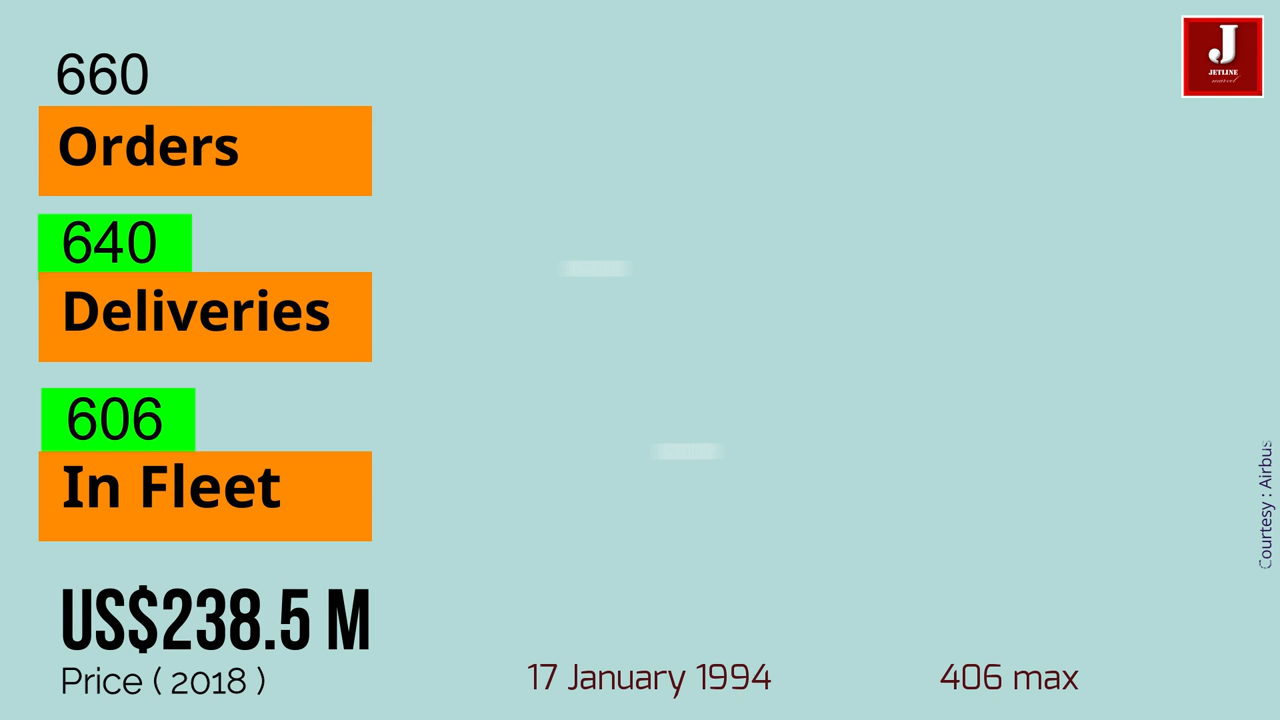 660
Orders
640
Deliveries
606
In Fleet
US$238.5 M
Price ( 2018 )
17 January 1994
406 max
J
JETLINE
marvel
Courtesy : Airbus